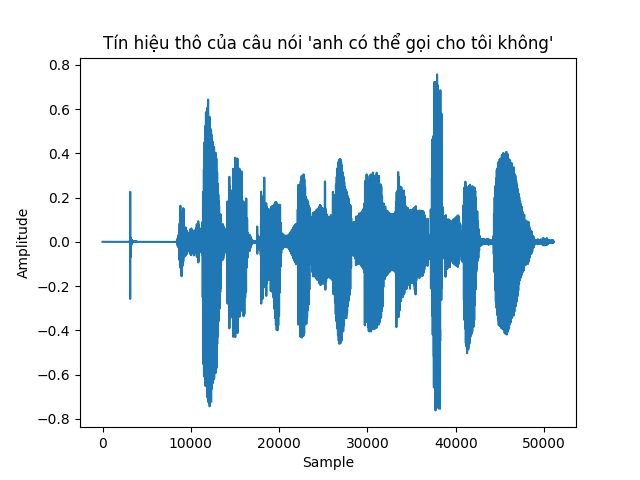 Tín hiệu thô của câu nói 'anh có thể gọi cho tôi không'
0.8
0.6
0.4
0.2
0.0
−0.2
−0.4
−0.6
−0.8
Amplitude
0 10000 20000 30000 40000 50000
Sample